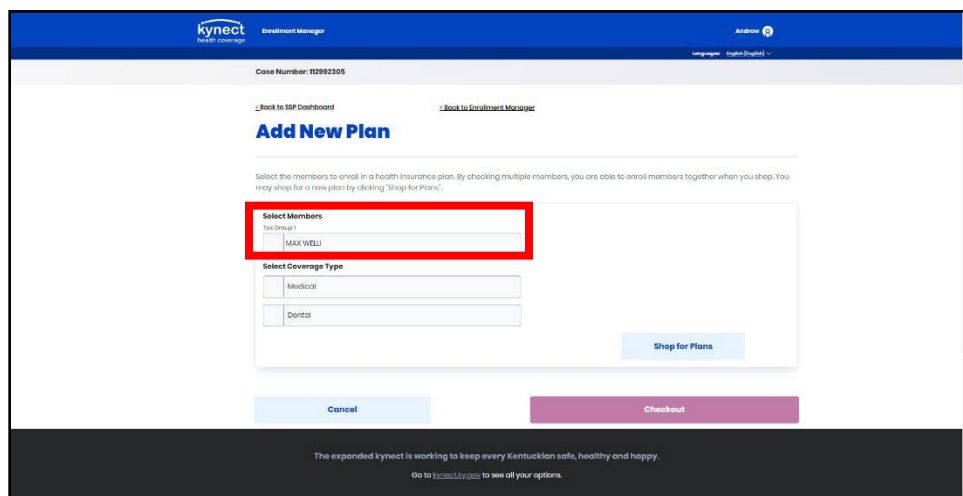 kynect
health coverage
Enrollment Manager
Andrew
Languages English (English)
Case Number: 112992305
< Back to SSP Dashboard
< Back to Enrollment Manager
Add New Plan
Select the members to enroll in a health insurance plan. By checking multiple members, you are able to enroll members together when you shop. You
may shop for a new plan by clicking "Shop for Plans".
Select Members
Tax Group 1
MAX WELLI
Select Coverage Type
Medical
Dental
Shop for Plans
Cancel
Checkout
The expanded kynect is working to keep every Kentuckian safe, healthy and happy.
Go to kynect.ky.gov to see all your options.